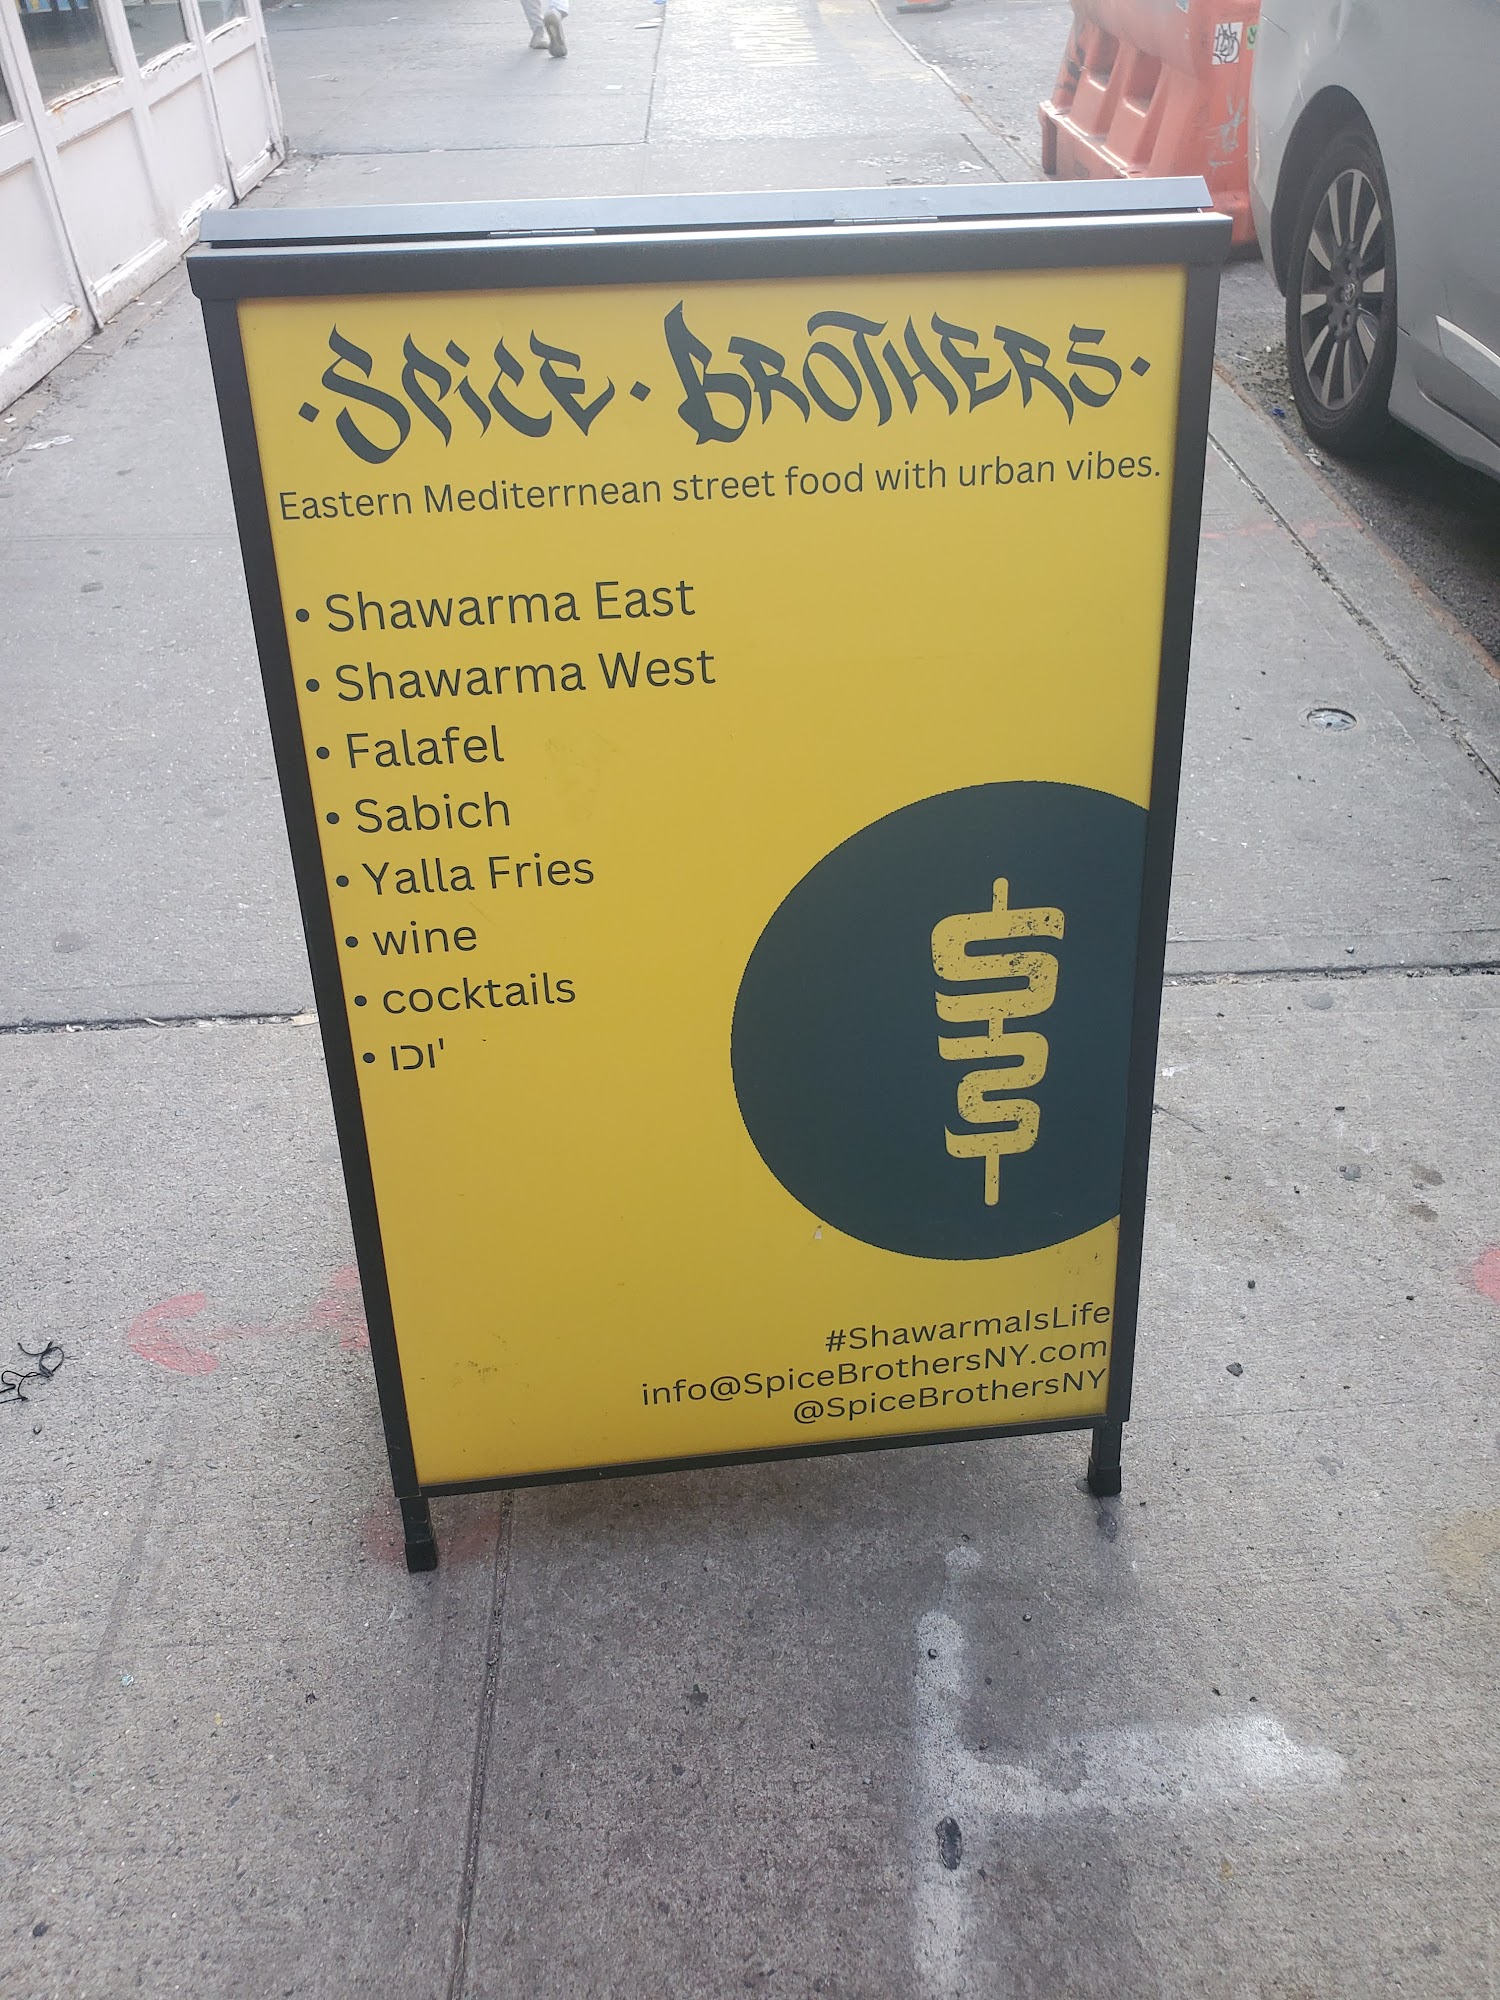 ·SPiCE·BROTHERS·
Eastern Mediterrnean street food with urban vibes.
• Shawarma East
• Shawarma West
• Falafel
• Sabich
• Yalla Fries
• wine
• cocktails
• וכו'
#ShawarmaIsLife
info@SpiceBrothersNY.com
@SpiceBrothersNY